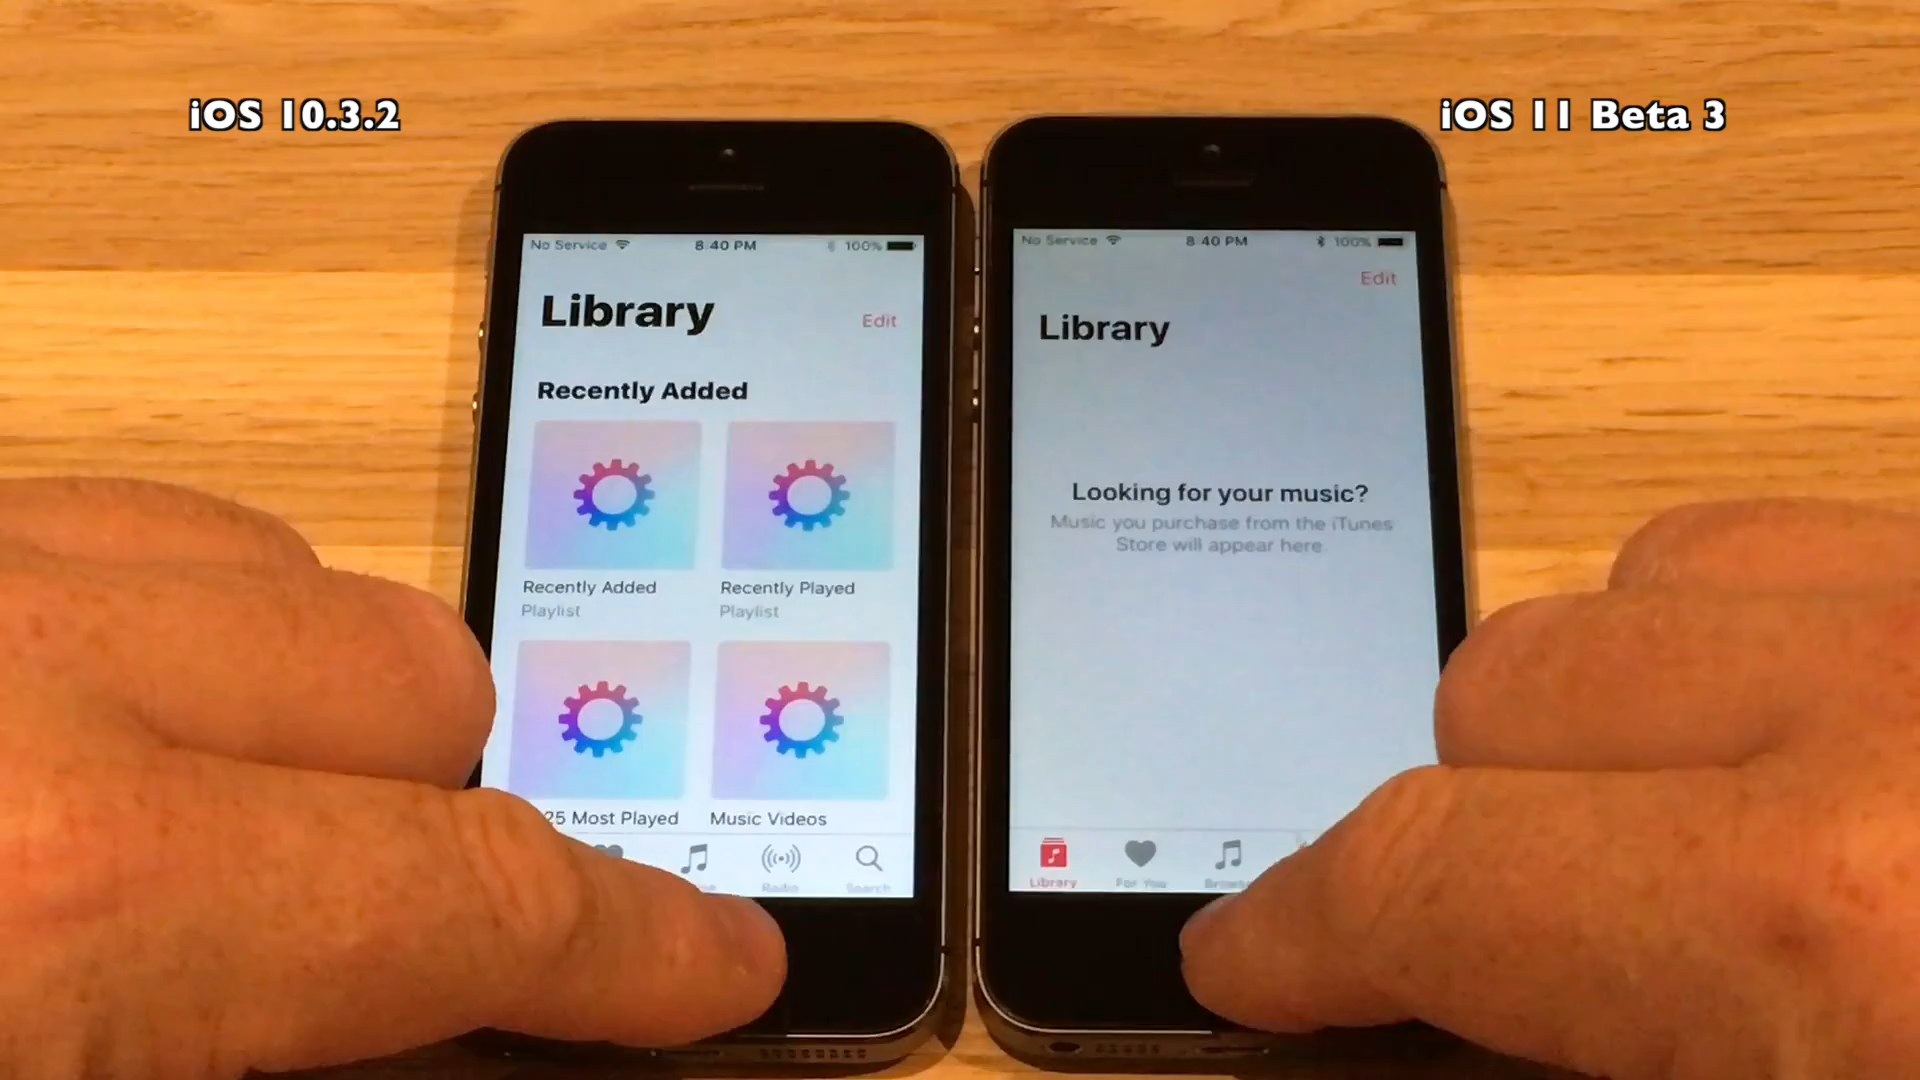 iOS 10.3.2
iOS 11 Beta 3
No Service
8:40 PM
100%
Library
Edit
Recently Added
Recently Added
Playlist
Recently Played
Playlist
25 Most Played
Music Videos
Radio
Search
No Service
8:40 PM
100%
Edit
Library
Looking for your music?
Music you purchase from the iTunes
Store will appear here.
Library
For You
Browse